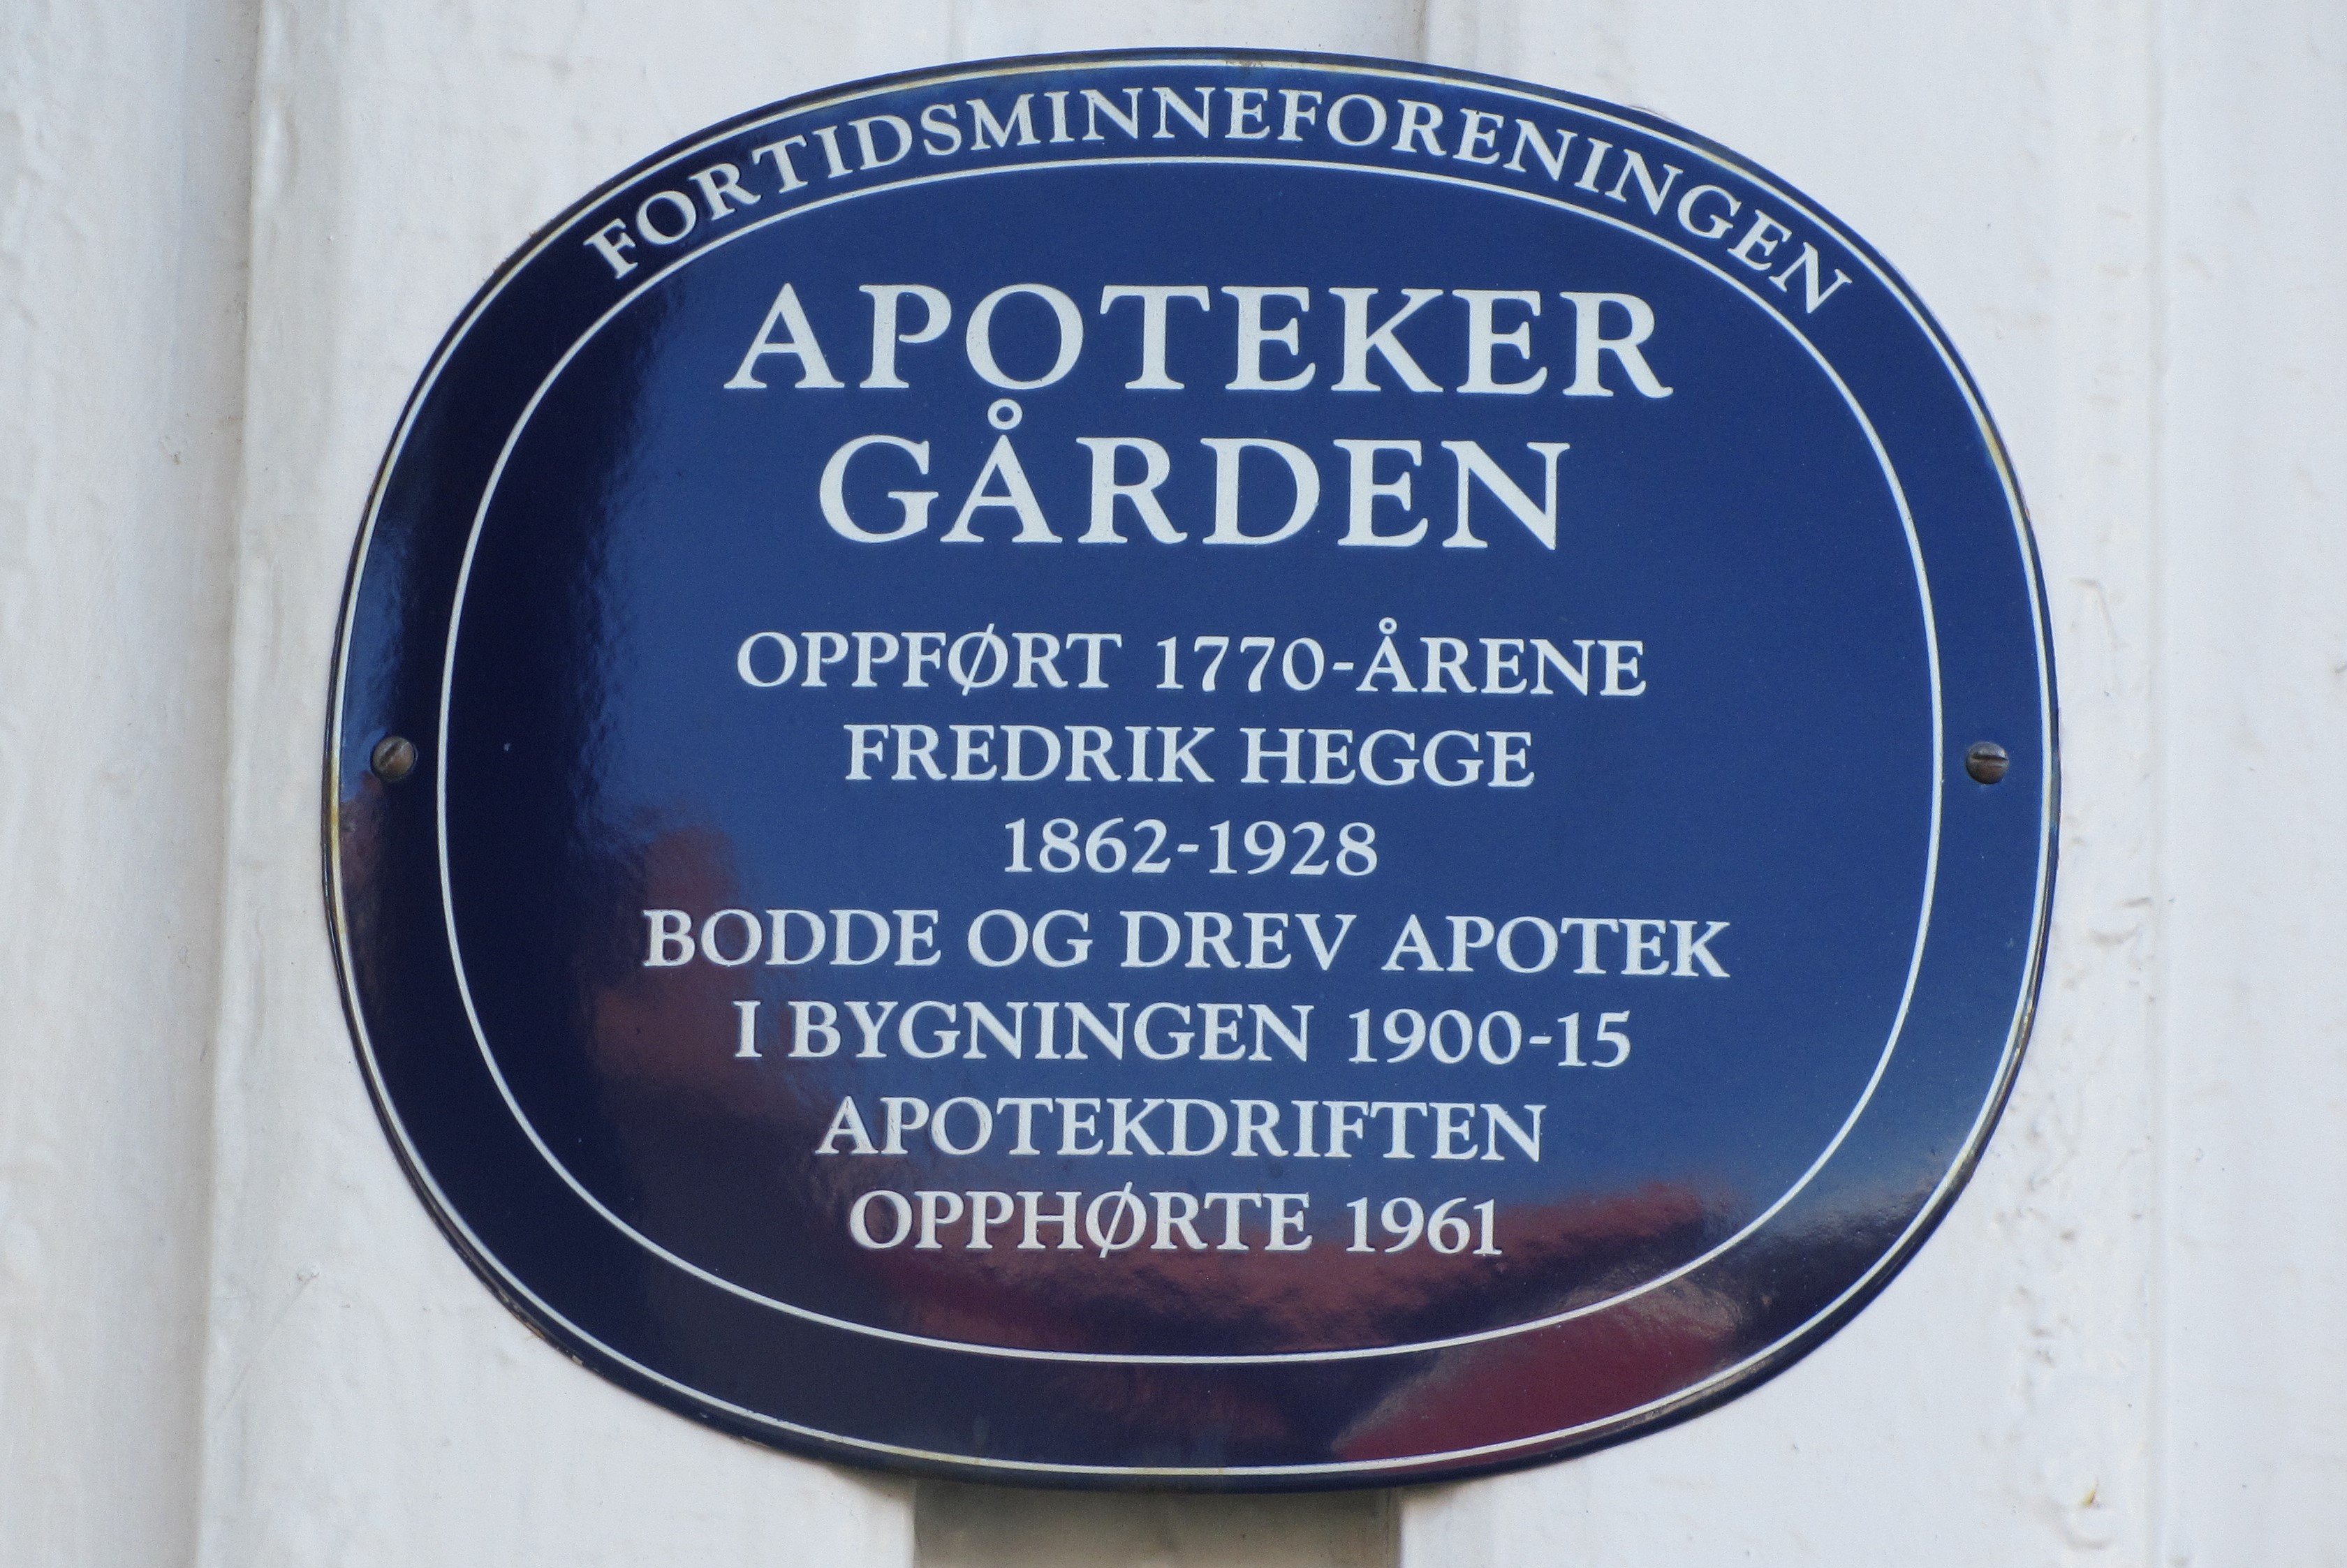 FORTIDSMINNEFORENINGEN
APOTEKER
GÅRDEN
OPPFØRT 1770-ÅRENE
FREDRIK HEGGE
1862-1928
BODDE OG DREV APOTEK
I BYGNINGEN 1900-15
APOTEKDRIFTEN
OPPHØRTE 1961